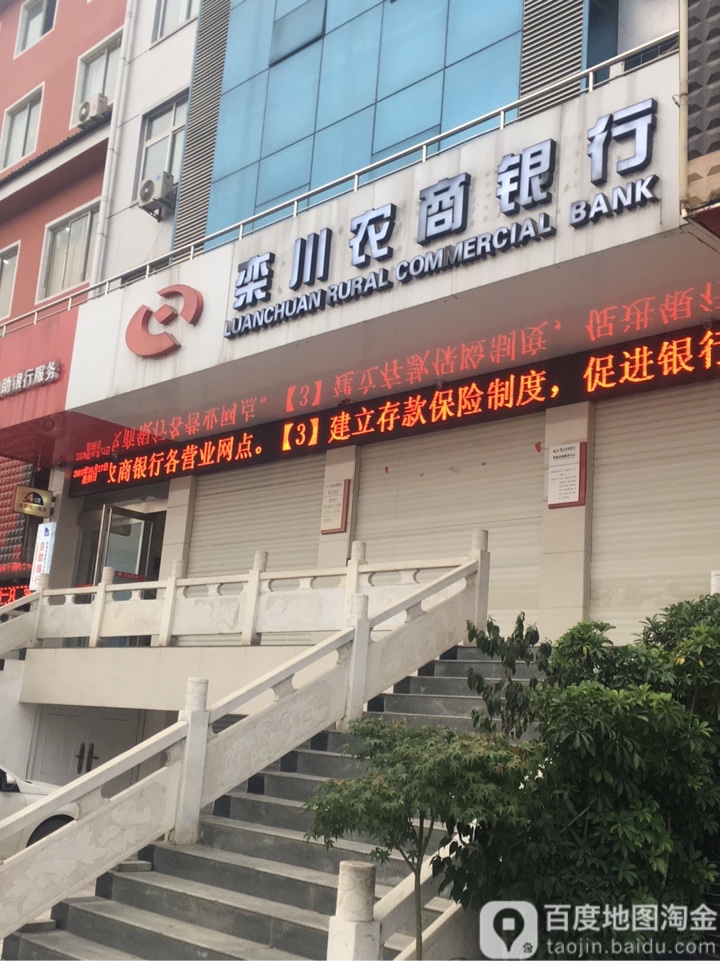 栾川农商银行
LUANCHUAN RURAL COMMERCIAL BANK
助银行服务
商银行各营业网点。【3】建立存款保险制度，促进银行
百度地图淘金
taojin.baidu.com